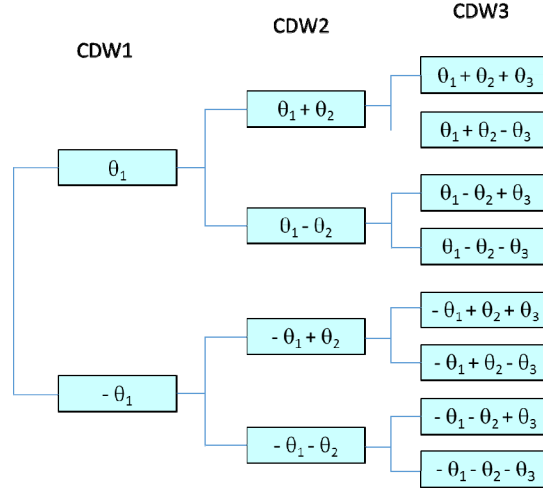 CDW1
CDW2
CDW3
θ₁
- θ₁
θ₁ + θ₂
θ₁ - θ₂
- θ₁ + θ₂
- θ₁ - θ₂
θ₁ + θ₂ + θ₃
θ₁ + θ₂ - θ₃
θ₁ - θ₂ + θ₃
θ₁ - θ₂ - θ₃
- θ₁ + θ₂ + θ₃
- θ₁ + θ₂ - θ₃
- θ₁ - θ₂ + θ₃
- θ₁ - θ₂ - θ₃